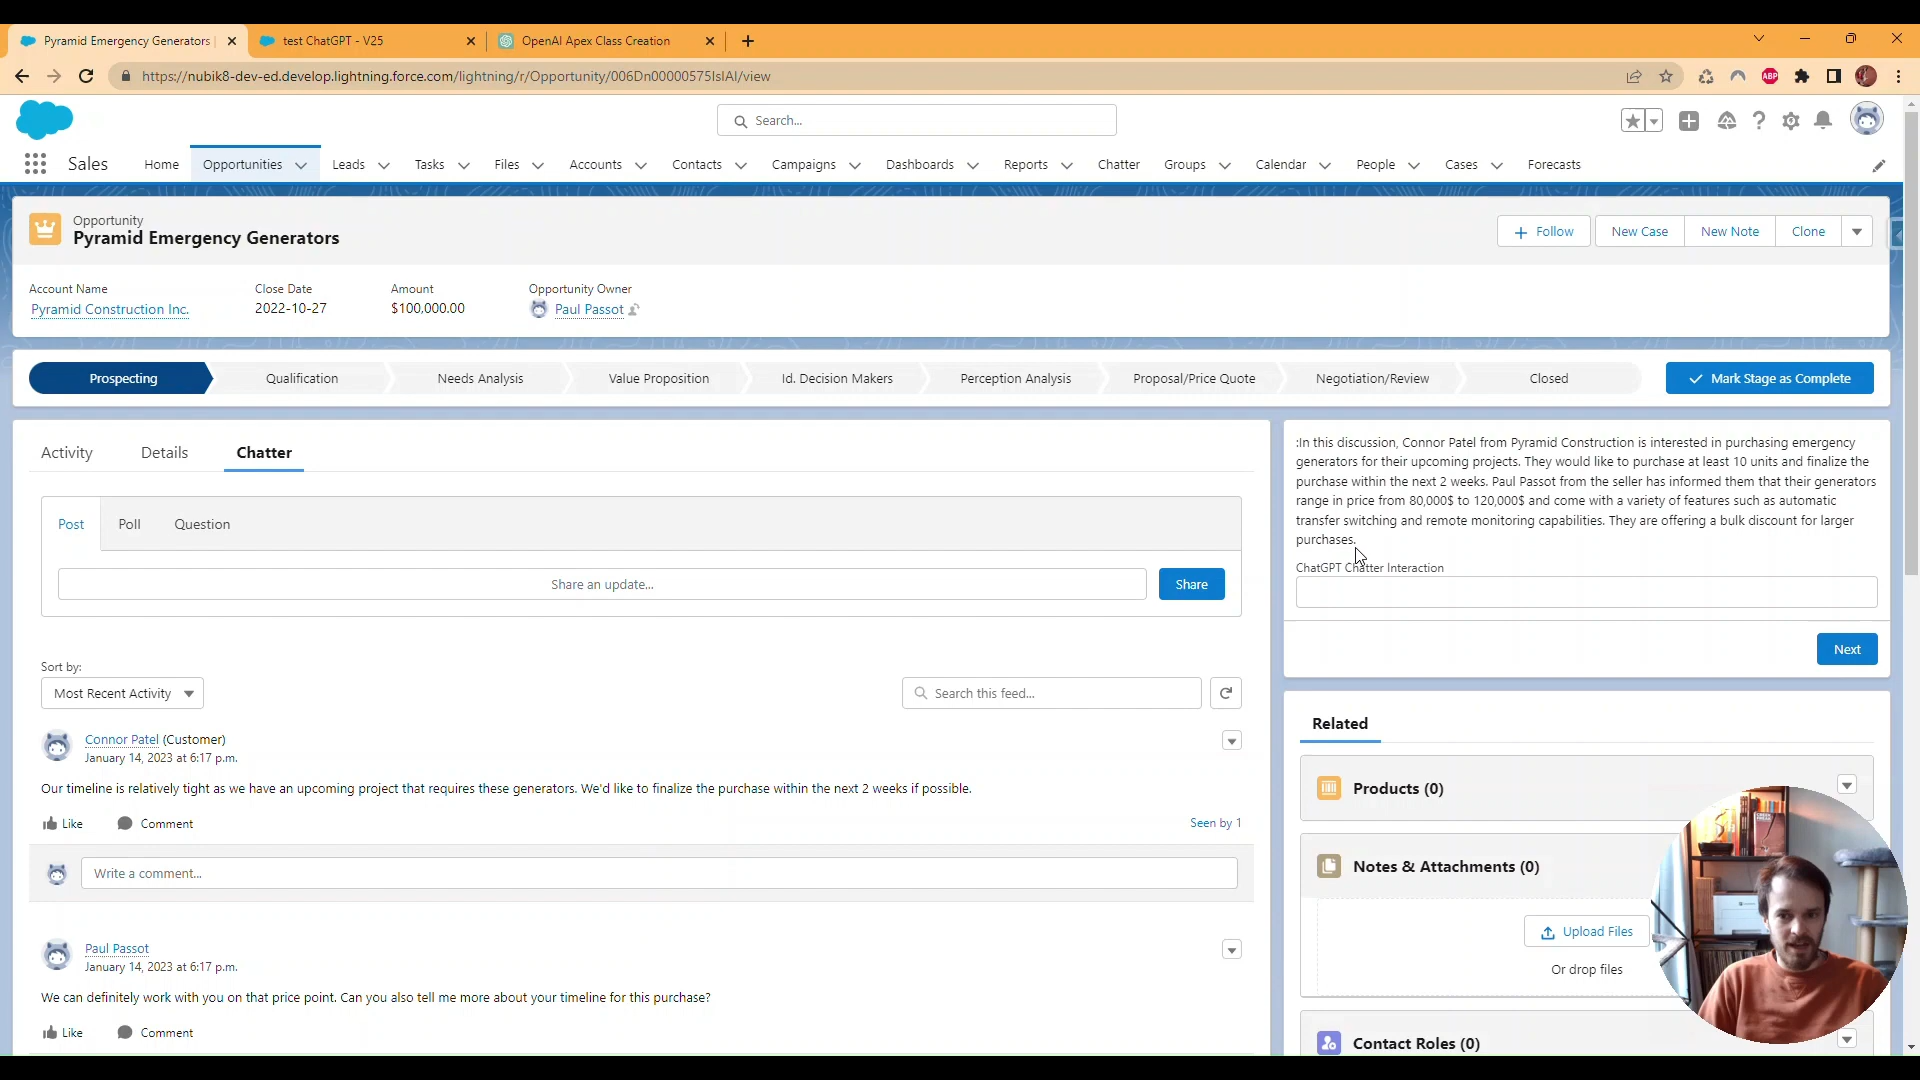 Pyramid Emergency Generators |
test ChatGPT - V25
OpenAI Apex Class Creation
https://nubik8-dev-ed.develop.lightning.force.com/lightning/r/Opportunity/006Dn00000575IsIAI/view
ABP
Search...
Sales
Home
Opportunities
Leads
Tasks
Files
Accounts
Contacts
Campaigns
Dashboards
Reports
Chatter
Groups
Calendar
People
Cases
Forecasts
Opportunity
Pyramid Emergency Generators
Follow
New Case
New Note
Clone
Account Name
Close Date
Amount
Opportunity Owner
Pyramid Construction Inc.
2022-10-27
$100,000.00
Paul Passot
Prospecting
Qualification
Needs Analysis
Value Proposition
Id. Decision Makers
Perception Analysis
Proposal/Price Quote
Negotiation/Review
Closed
Mark Stage as Complete
Activity
Details
Chatter
Post
Poll
Question
Share an update...
Share
Sort by:
Most Recent Activity
Search this feed...
Connor Patel (Customer)
January 14, 2023 at 6:17 p.m.
Our timeline is relatively tight as we have an upcoming project that requires these generators. We'd like to finalize the purchase within the next 2 weeks if possible.
Like
Comment
Seen by 1
Write a comment...
Paul Passot
January 14, 2023 at 6:17 p.m.
We can definitely work with you on that price point. Can you also tell me more about your timeline for this purchase?
Like
Comment
:In this discussion, Connor Patel from Pyramid Construction is interested in purchasing emergency
generators for their upcoming projects. They would like to purchase at least 10 units and finalize the
purchase within the next 2 weeks. Paul Passot from the seller has informed them that their generators
range in price from 80,000$ to 120,000$ and come with a variety of features such as automatic
transfer switching and remote monitoring capabilities. They are offering a bulk discount for larger
purchases.
ChatGPT Chatter Interaction
Next
Related
Products (0)
Notes & Attachments (0)
Upload Files
Or drop files
Contact Roles (0)